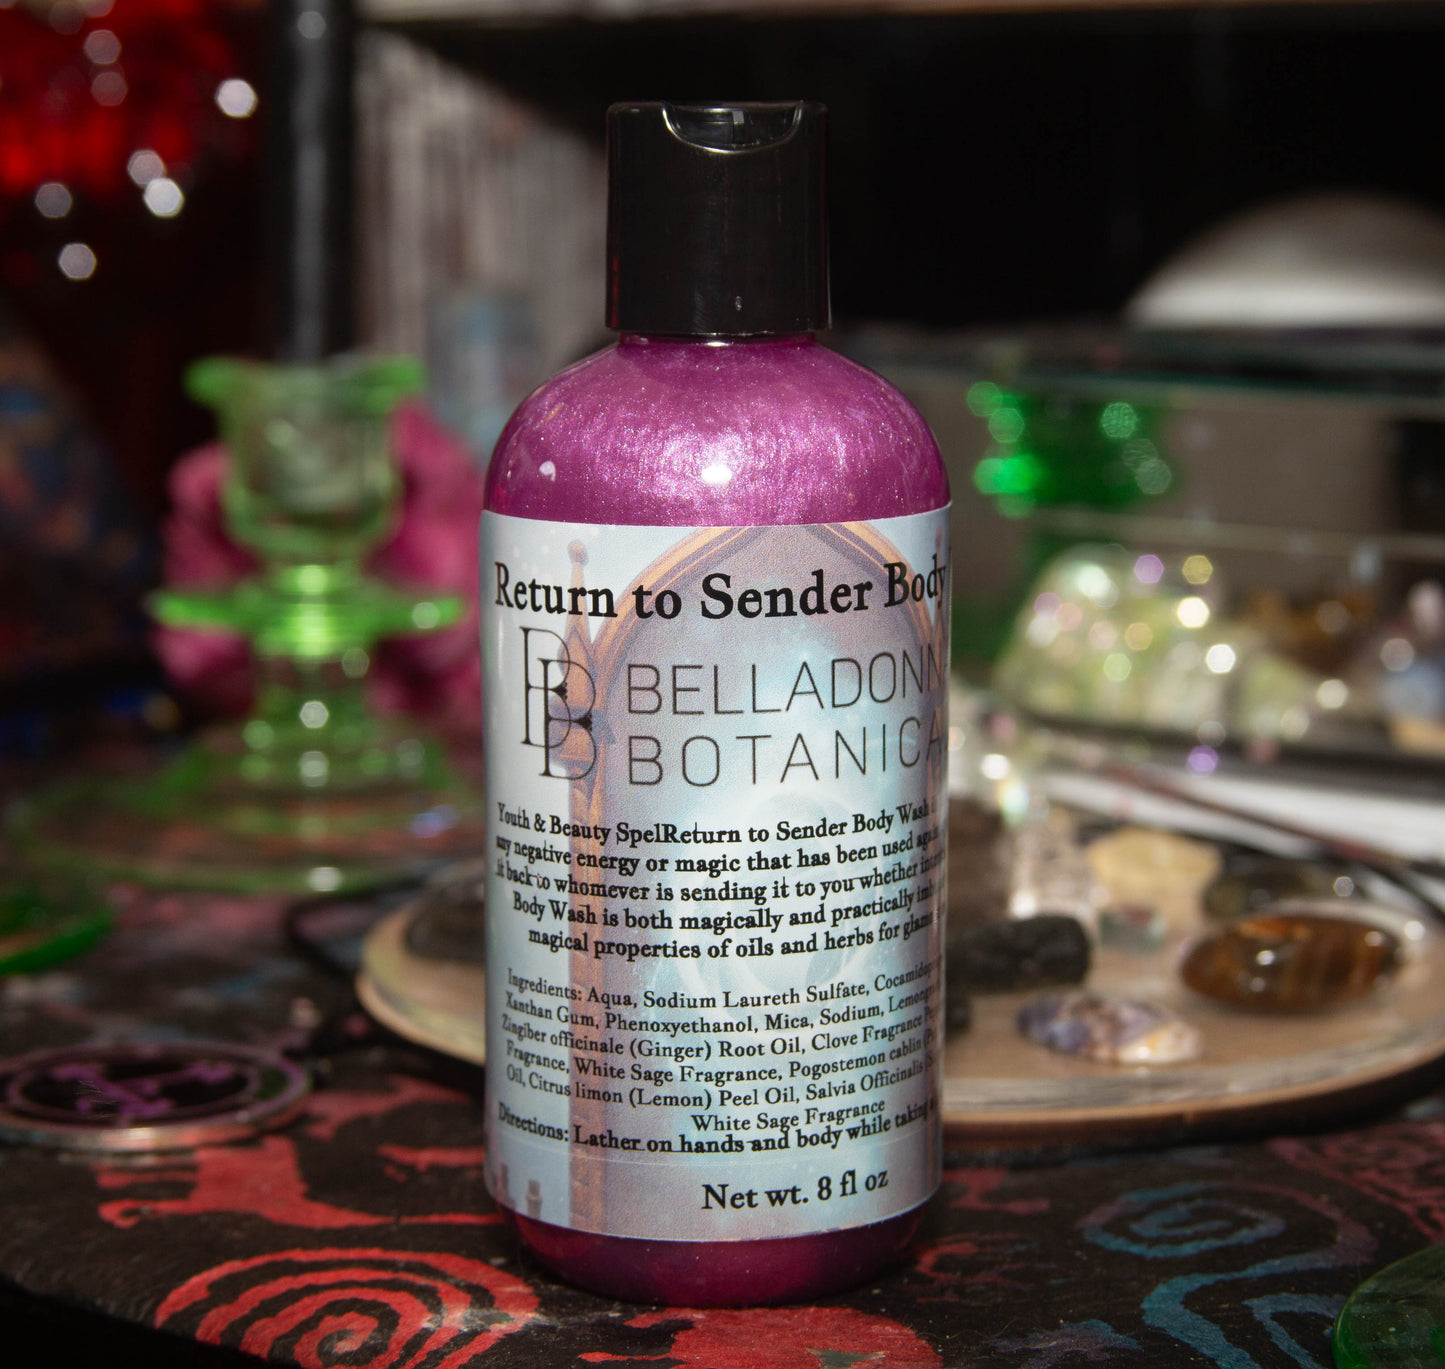 Return to Sender Body
BELLADONN
BOTANICA
Youth & Beauty SpelReturn to Sender Body Wash
any negative energy or magic that has been used
it back to whomever is sending it to you whether
Body Wash is both magically and practically
magical properties of oils and herbs for
Ingredients: Aqua, Sodium Laureth Sulfate,
Xanthan Gum, Phenoxyethanol, Mica, Sodium,
Zingiber officinale (Ginger) Root Oil, Clove Fragrance
Fragrance, White Sage Fragrance, Pogostemon cablin
Oil, Citrus limon (Lemon) Peel Oil, Salvia Officinalis
White Sage Fragrance
Directions: Lather on hands and body while taking
Net wt. 8 fl oz